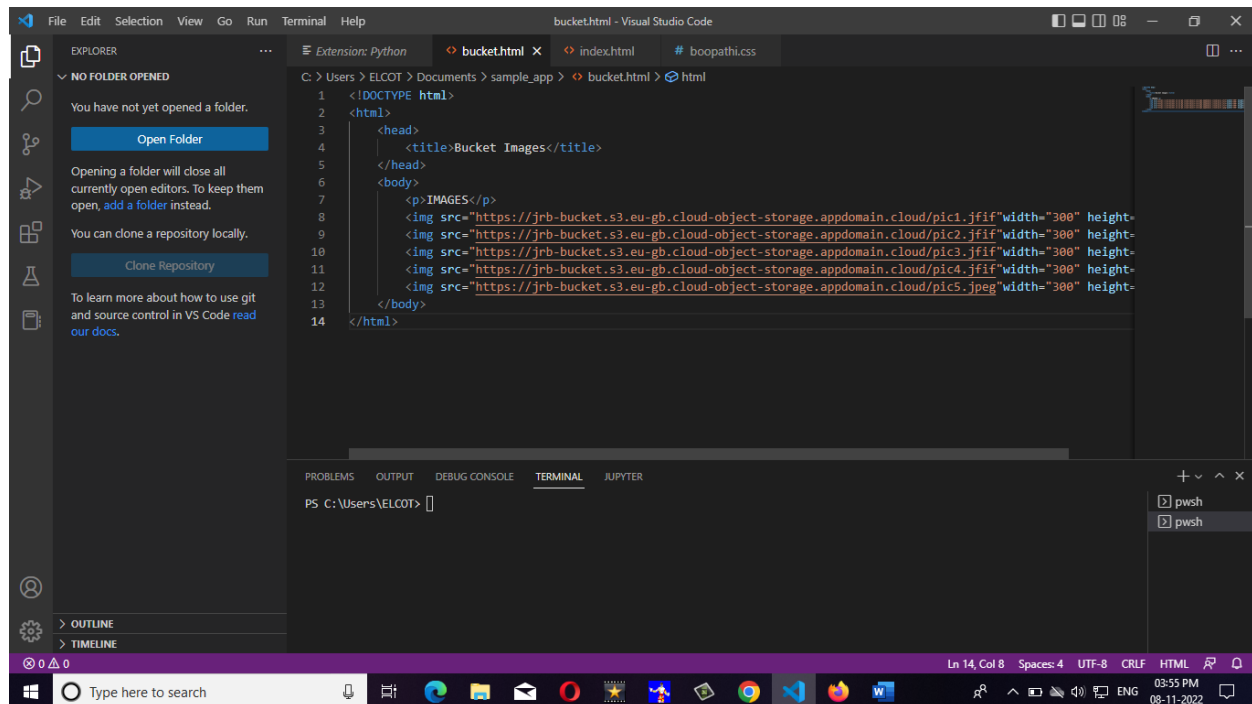 File Edit Selection View Go Run Terminal Help bucket.html - Visual Studio Code
EXPLORER
NO FOLDER OPENED
You have not yet opened a folder.
Open Folder
Opening a folder will close all
currently open editors. To keep them
open, add a folder instead.
You can clone a repository locally.
Clone Repository
To learn more about how to use git
and source control in VS Code read
our docs.
OUTLINE
TIMELINE
Extension: Python bucket.html index.html # boopathi.css
C: > Users > ELCOT > Documents > sample_app > bucket.html > html
1 <!DOCTYPE html>
2 <html>
3 <head>
4 <title>Bucket Images</title>
5 </head>
6 <body>
7 <p>IMAGES</p>
8 <img src="https://jrb-bucket.s3.eu-gb.cloud-object-storage.appdomain.cloud/pic1.jfif"width="300" height=
9 <img src="https://jrb-bucket.s3.eu-gb.cloud-object-storage.appdomain.cloud/pic2.jfif"width="300" height=
10 <img src="https://jrb-bucket.s3.eu-gb.cloud-object-storage.appdomain.cloud/pic3.jfif"width="300" height=
11 <img src="https://jrb-bucket.s3.eu-gb.cloud-object-storage.appdomain.cloud/pic4.jfif"width="300" height=
12 <img src="https://jrb-bucket.s3.eu-gb.cloud-object-storage.appdomain.cloud/pic5.jpeg"width="300" height=
13 </body>
14 </html>
PROBLEMS OUTPUT DEBUG CONSOLE TERMINAL JUPYTER
PS C:\Users\ELCOT>
pwsh
pwsh
0 0 Ln 14, Col 8 Spaces: 4 UTF-8 CRLF HTML
Type here to search ENG 03:55 PM
08-11-2022